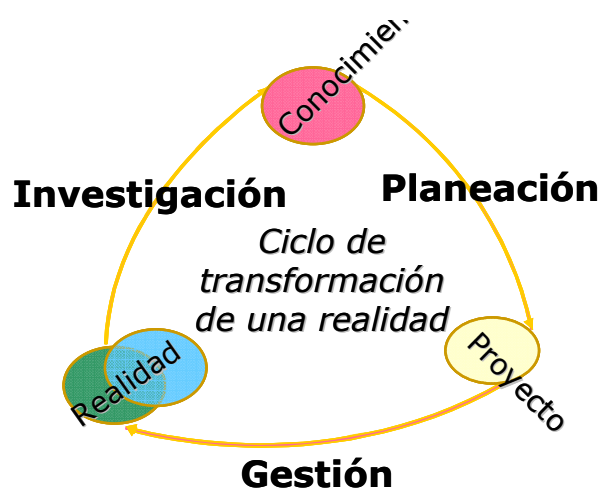 Conocimien
Investigación
Planeación
Ciclo de
transformación
de una realidad
Realidad
Proyecto
Gestión